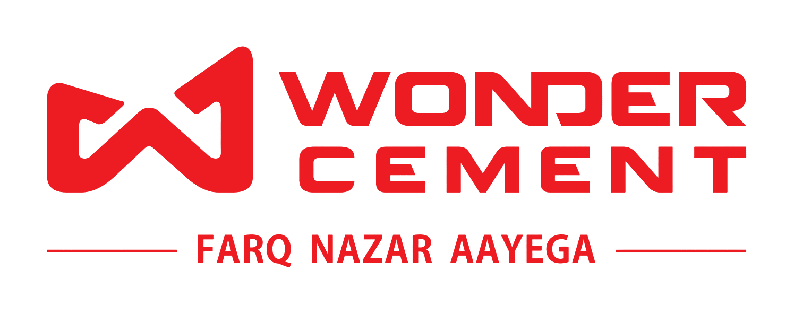 WONDER
CEMENT
FARQ NAZAR AAYEGA